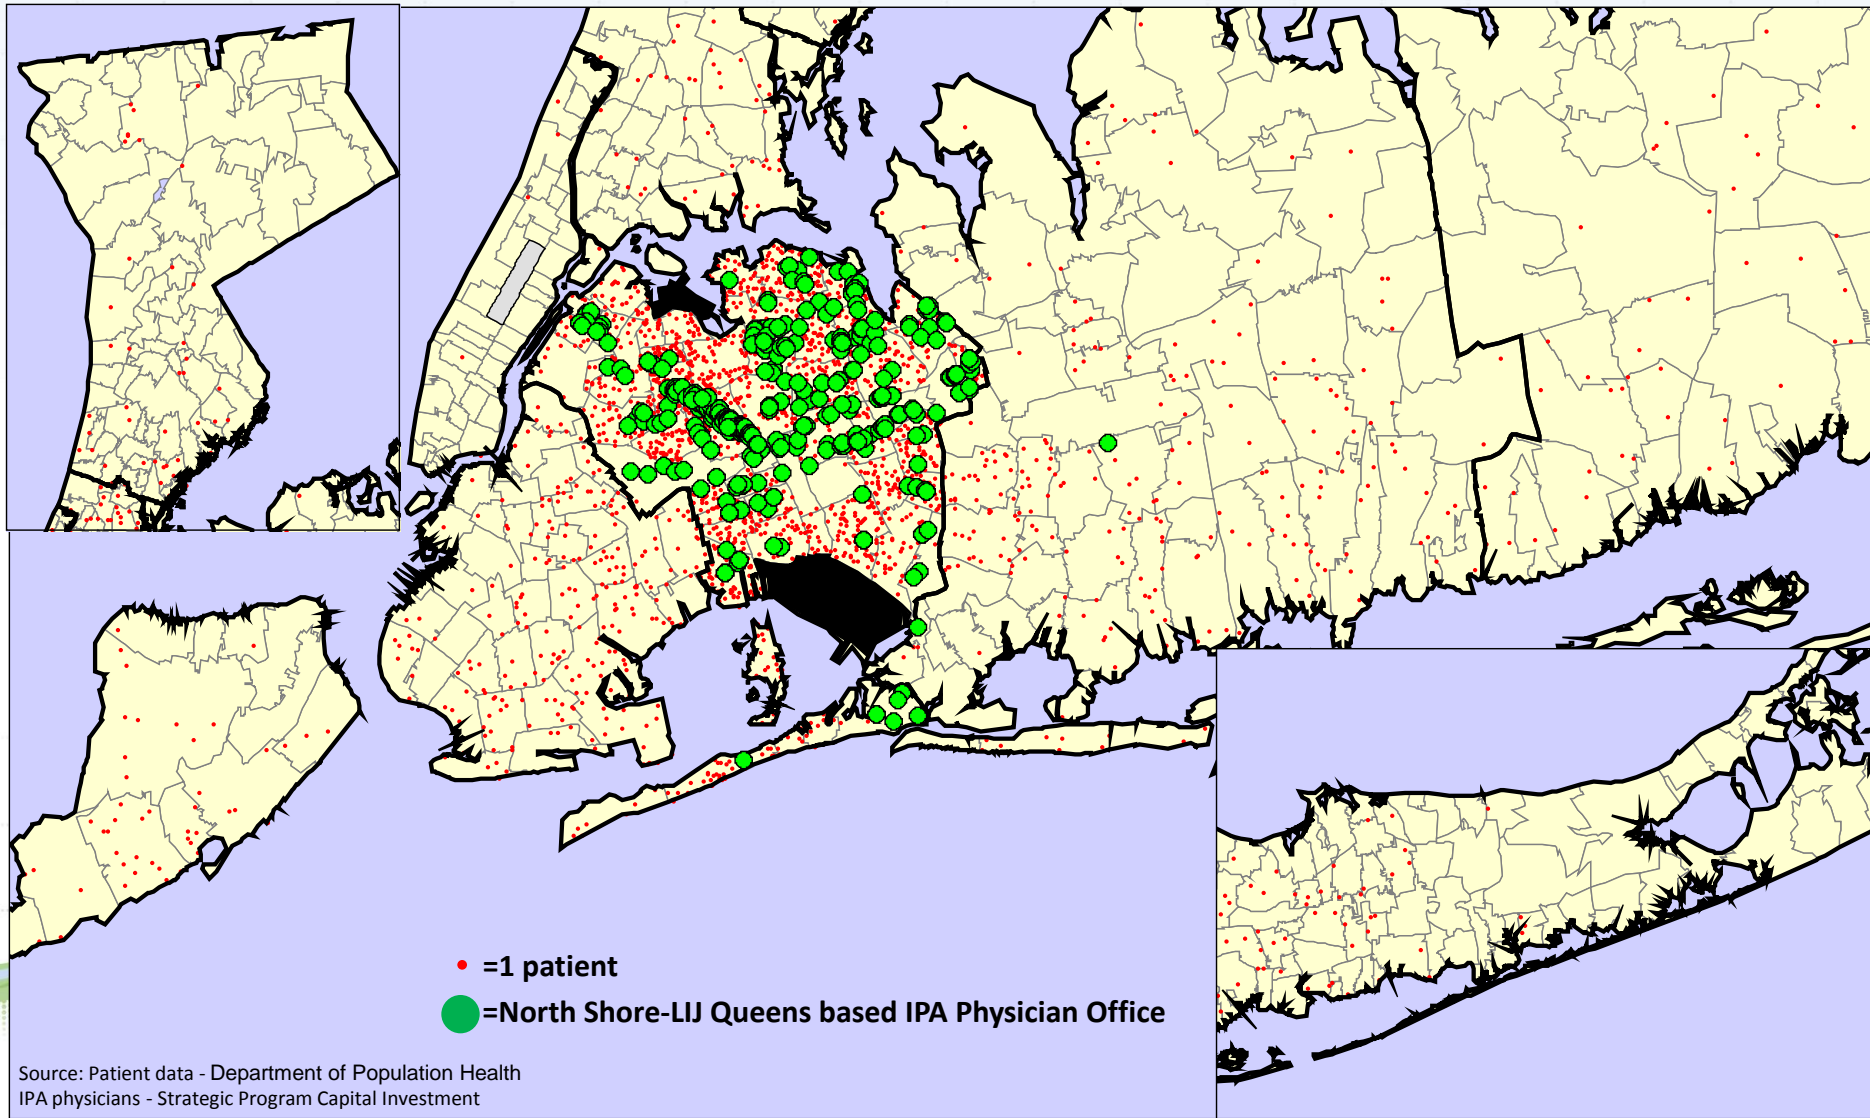 =1 patient
=North Shore-LIJ Queens based IPA Physician Office
Source: Patient data - Department of Population Health
IPA physicians - Strategic Program Capital Investment